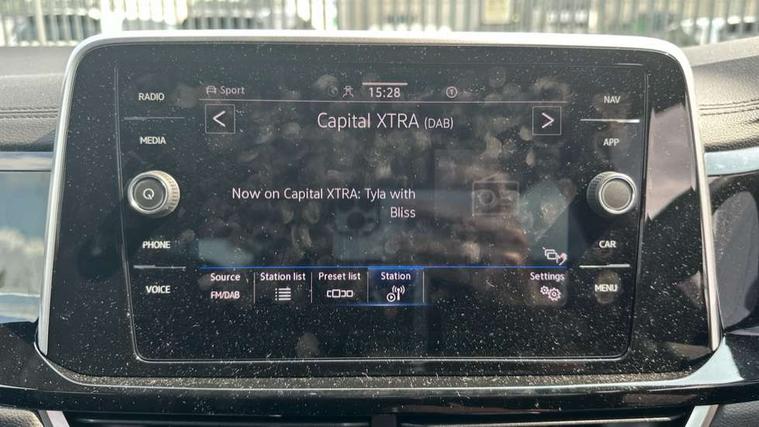 Sport
15:28
1
RADIO
NAV
< Capital XTRA (DAB) >
MEDIA
APP
Now on Capital XTRA: Tyla with
Bliss
PHONE
CAR
Source
Station list
Preset list
Station
Settings
VOICE
FM/DAB
MENU